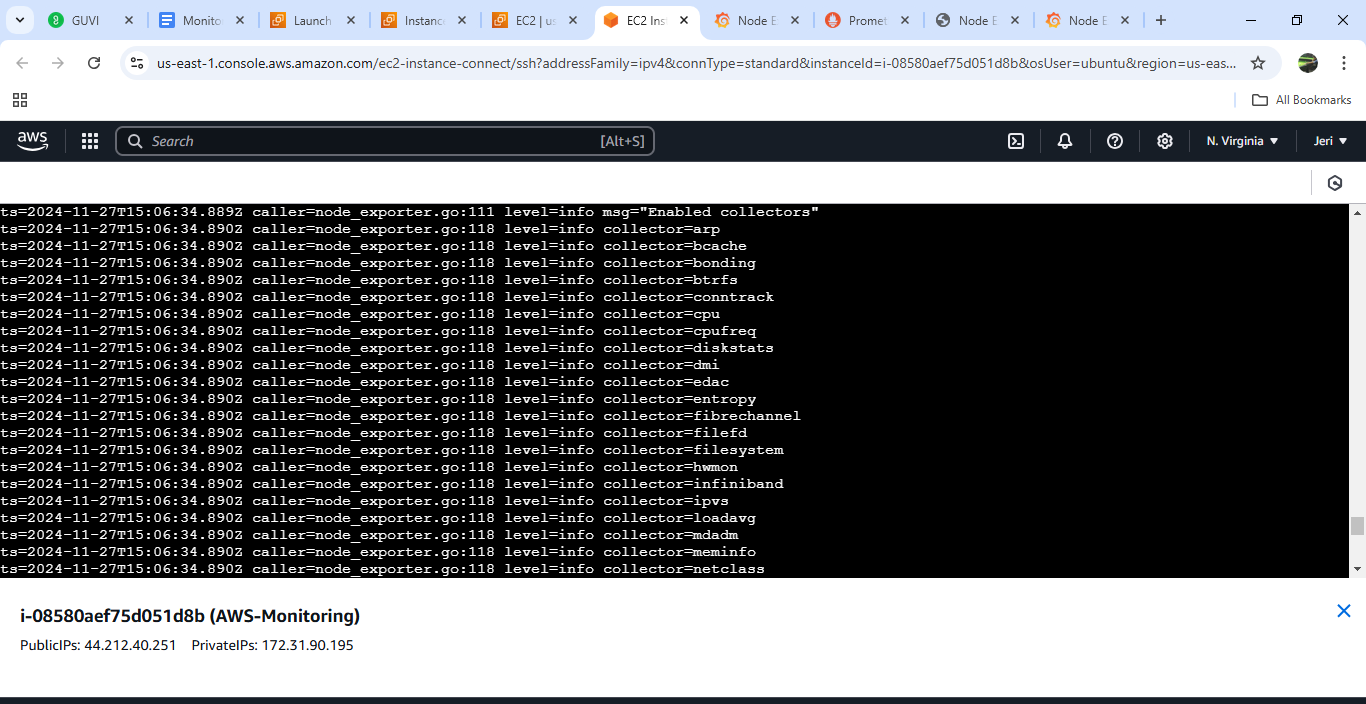 GUVI
Monito
Launch
Instanc
EC2 | us
EC2 Ins
Node E
Promet
Node E
Node E
us-east-1.console.aws.amazon.com/ec2-instance-connect/ssh?addressFamily=ipv4&connType=standard&instanceId=i-08580aef75d051d8b&osUser=ubuntu&region=us-eas...
All Bookmarks
aws
Search
[Alt+S]
N. Virginia ▼
Jeri ▼
ts=2024-11-27T15:06:34.889Z caller=node_exporter.go:111 level=info msg="Enabled collectors"
ts=2024-11-27T15:06:34.890Z caller=node_exporter.go:118 level=info collector=arp
ts=2024-11-27T15:06:34.890Z caller=node_exporter.go:118 level=info collector=bcache
ts=2024-11-27T15:06:34.890Z caller=node_exporter.go:118 level=info collector=bonding
ts=2024-11-27T15:06:34.890Z caller=node_exporter.go:118 level=info collector=btrfs
ts=2024-11-27T15:06:34.890Z caller=node_exporter.go:118 level=info collector=conntrack
ts=2024-11-27T15:06:34.890Z caller=node_exporter.go:118 level=info collector=cpu
ts=2024-11-27T15:06:34.890Z caller=node_exporter.go:118 level=info collector=cpufreq
ts=2024-11-27T15:06:34.890Z caller=node_exporter.go:118 level=info collector=diskstats
ts=2024-11-27T15:06:34.890Z caller=node_exporter.go:118 level=info collector=dmi
ts=2024-11-27T15:06:34.890Z caller=node_exporter.go:118 level=info collector=edac
ts=2024-11-27T15:06:34.890Z caller=node_exporter.go:118 level=info collector=entropy
ts=2024-11-27T15:06:34.890Z caller=node_exporter.go:118 level=info collector=fibrechannel
ts=2024-11-27T15:06:34.890Z caller=node_exporter.go:118 level=info collector=filefd
ts=2024-11-27T15:06:34.890Z caller=node_exporter.go:118 level=info collector=filesystem
ts=2024-11-27T15:06:34.890Z caller=node_exporter.go:118 level=info collector=hwmon
ts=2024-11-27T15:06:34.890Z caller=node_exporter.go:118 level=info collector=infiniband
ts=2024-11-27T15:06:34.890Z caller=node_exporter.go:118 level=info collector=ipvs
ts=2024-11-27T15:06:34.890Z caller=node_exporter.go:118 level=info collector=loadavg
ts=2024-11-27T15:06:34.890Z caller=node_exporter.go:118 level=info collector=mdadm
ts=2024-11-27T15:06:34.890Z caller=node_exporter.go:118 level=info collector=meminfo
ts=2024-11-27T15:06:34.890Z caller=node_exporter.go:118 level=info collector=netclass
i-08580aef75d051d8b (AWS-Monitoring)
PublicIPs: 44.212.40.251 PrivateIPs: 172.31.90.195